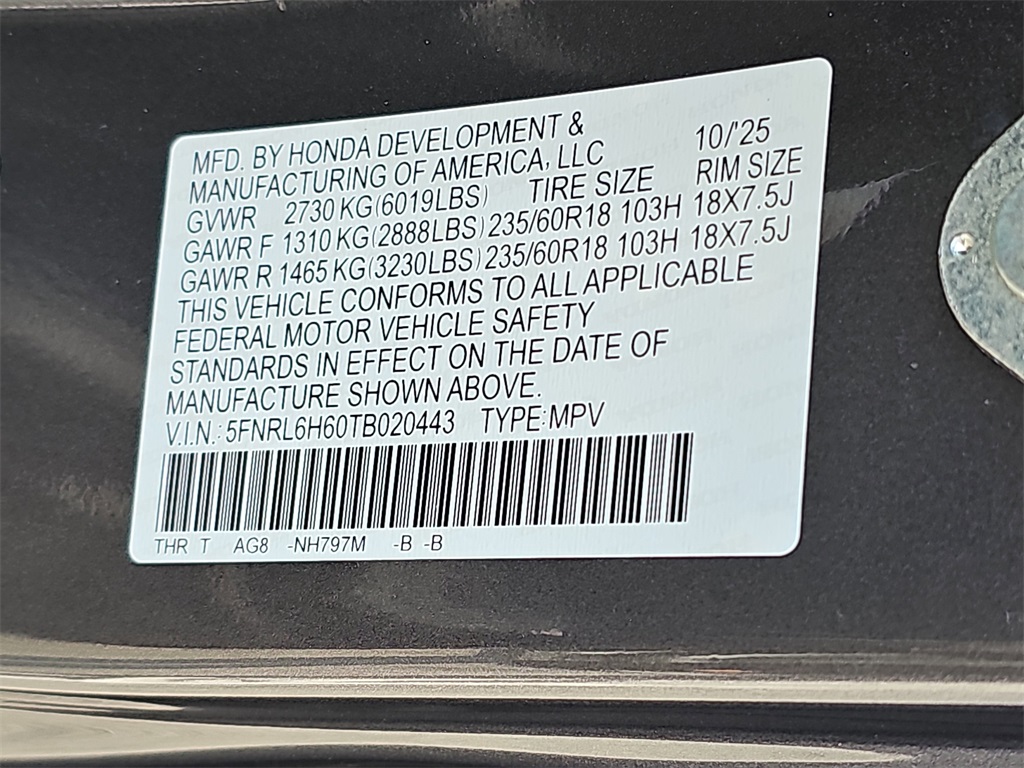 MFD. BY HONDA DEVELOPMENT &
MANUFACTURING OF AMERICA, LLC 10/'25
GVWR 2730 KG(6019LBS) TIRE SIZE RIM SIZE
GAWR F 1310 KG(2888LBS) 235/60R18 103H 18X7.5J
GAWR R 1465 KG(3230LBS) 235/60R18 103H 18X7.5J
THIS VEHICLE CONFORMS TO ALL APPLICABLE
FEDERAL MOTOR VEHICLE SAFETY
STANDARDS IN EFFECT ON THE DATE OF
MANUFACTURE SHOWN ABOVE.
V.I.N.: 5FNRL6H60TB020443 TYPE:MPV
THR T AG8 -NH797M -B -B